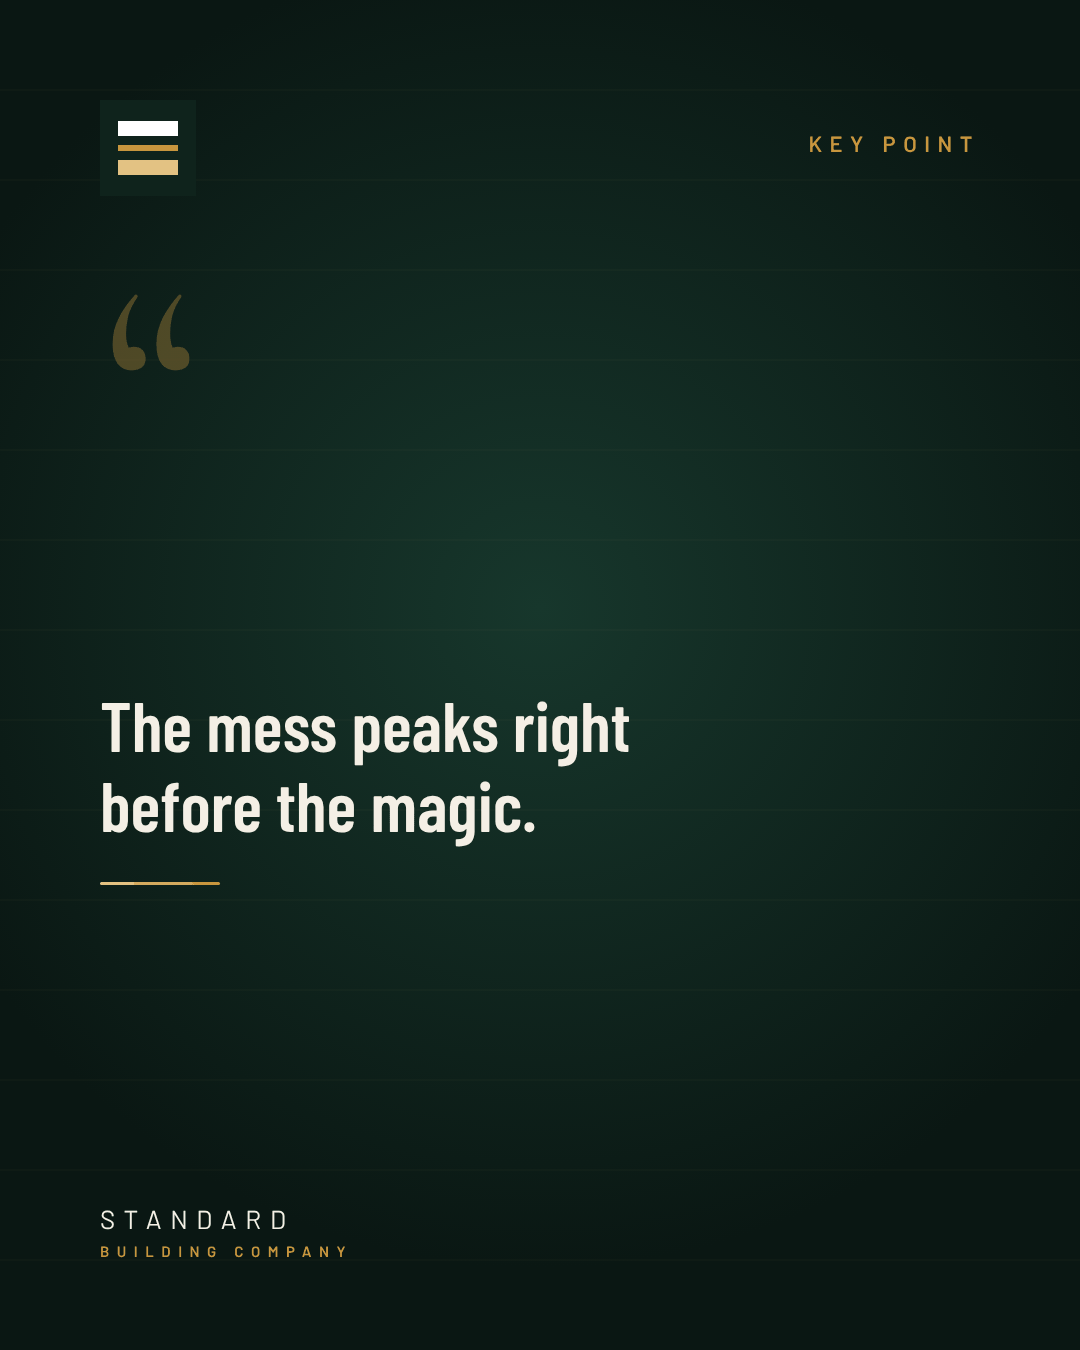 KEY POINT
“
The mess peaks right
before the magic.
STANDARD
BUILDING COMPANY